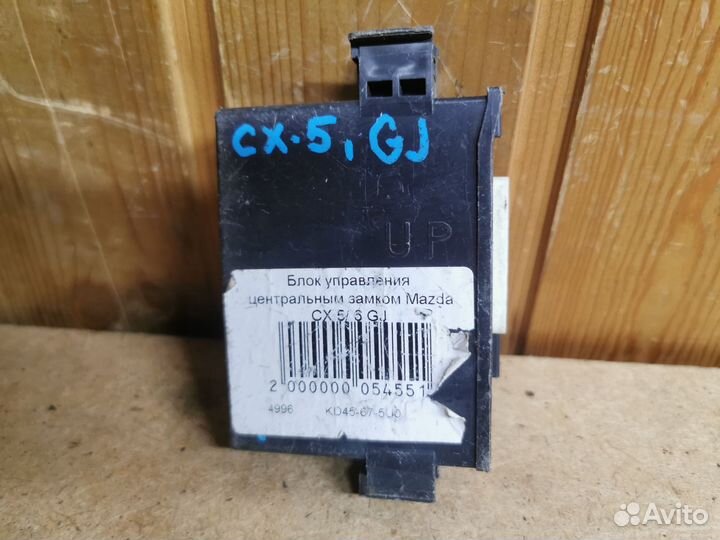 CX-5, GJ
UP
Блок управления
центральным замком Mazda
CX 5/ 6 GJ
2 000000 054551
4996 KD45-67-5U0
Avito